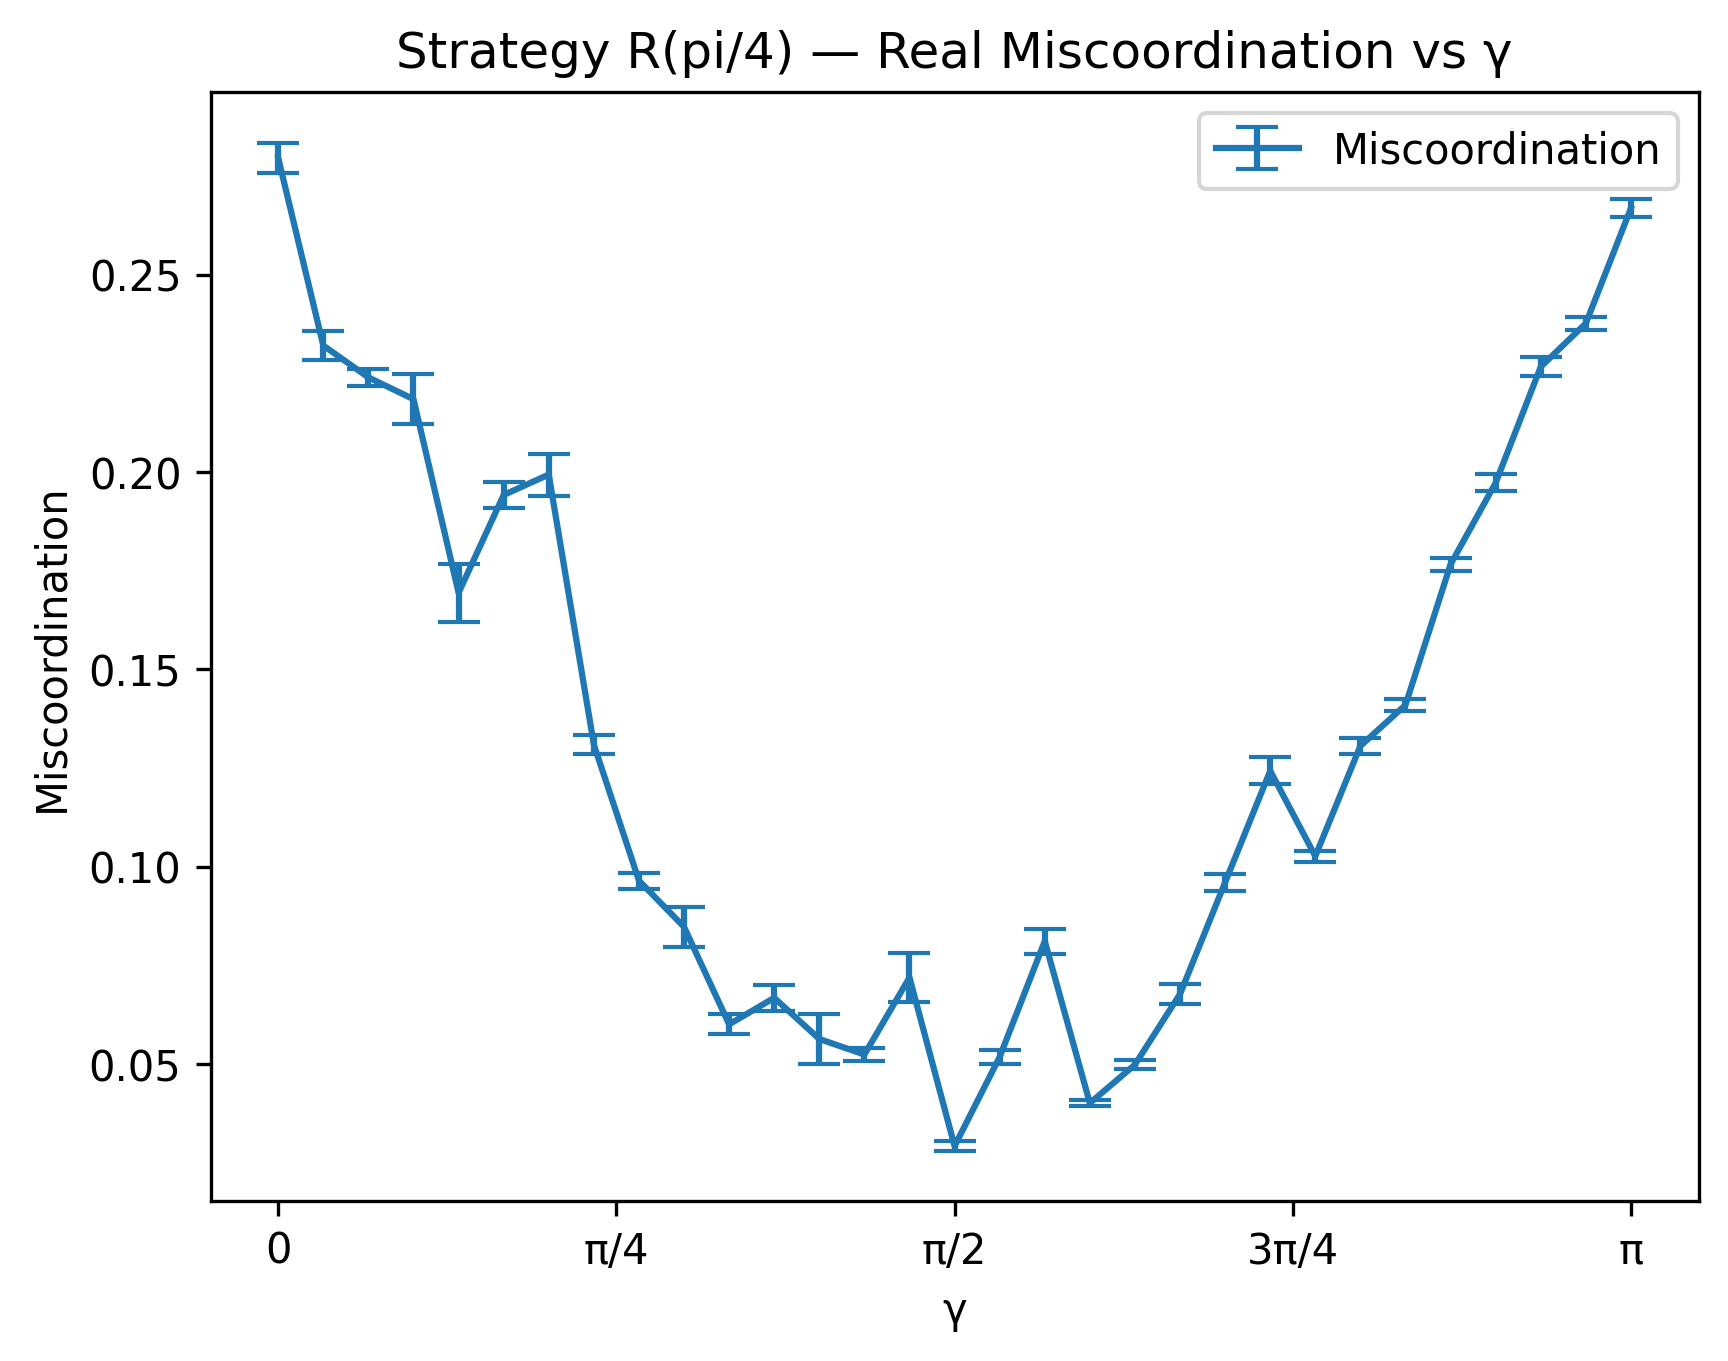 Strategy R(pi/4) — Real Miscoordination vs γ
Miscoordination
Miscoordination
0.25
0.20
0.15
0.10
0.05
0 π/4 π/2 3π/4 π
γ